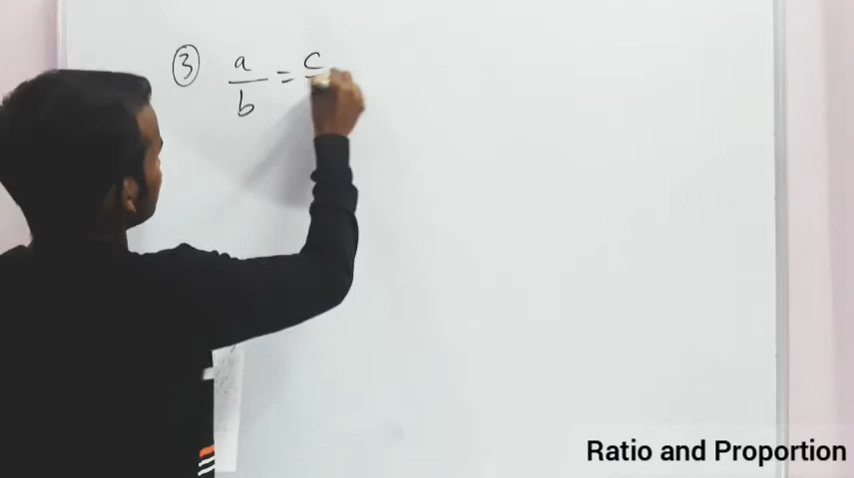 ③ a/b = c/
Ratio and Proportion